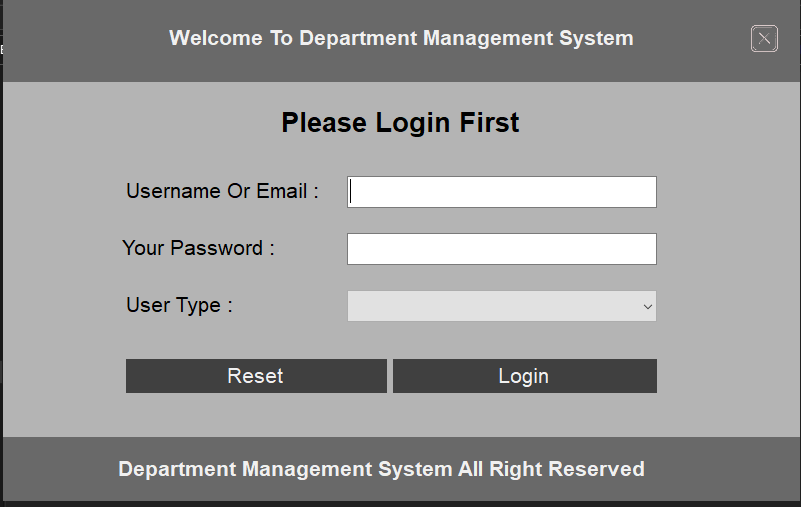 Welcome To Department Management System
Please Login First
Username Or Email :
Your Password :
User Type :
Reset
Login
Department Management System All Right Reserved